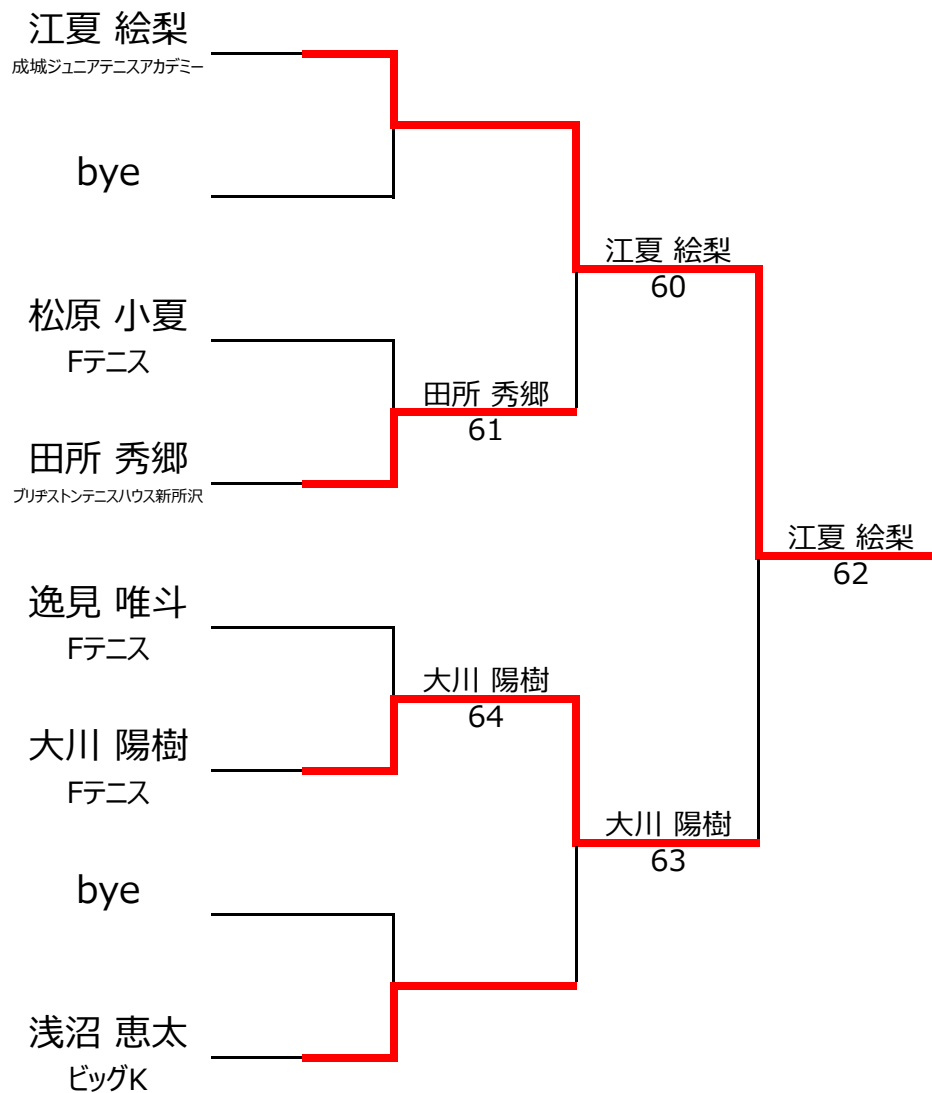 江夏 絵梨
成城ジュニアテニスアカデミー
bye
松原 小夏
Fテニス
田所 秀郷
ブリヂストンテニスハウス新所沢
逸見 唯斗
Fテニス
大川 陽樹
Fテニス
bye
浅沼 恵太
ビッグK
田所 秀郷
61
大川 陽樹
64
江夏 絵梨
60
大川 陽樹
63
江夏 絵梨
62